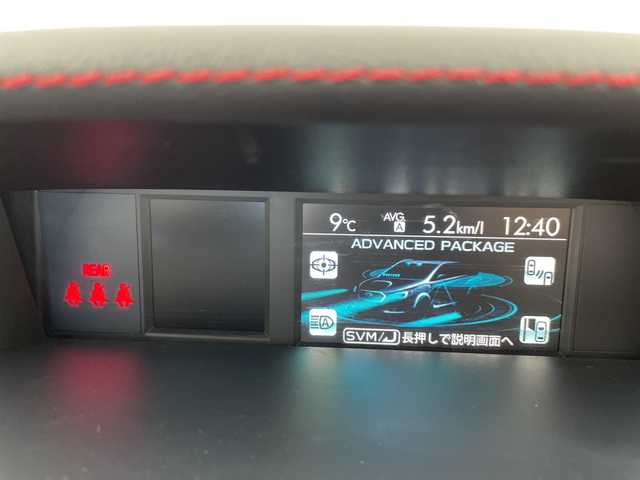 9℃ AVG. A 5.2km/l 12:40
ADVANCED PACKAGE
REAR
A
SVM/↵ 長押しで説明画面へ